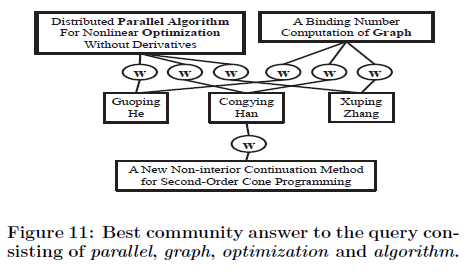 Distributed Parallel Algorithm
For Nonlinear Optimization
Without Derivatives
A Binding Number
Computation of Graph
w w w w w w
Guoping
He
Congying
Han
Xuping
Zhang
w
A New Non-interior Continuation Method
for Second-Order Cone Programming
Figure 11: Best community answer to the query con-
sisting of parallel, graph, optimization and algorithm.